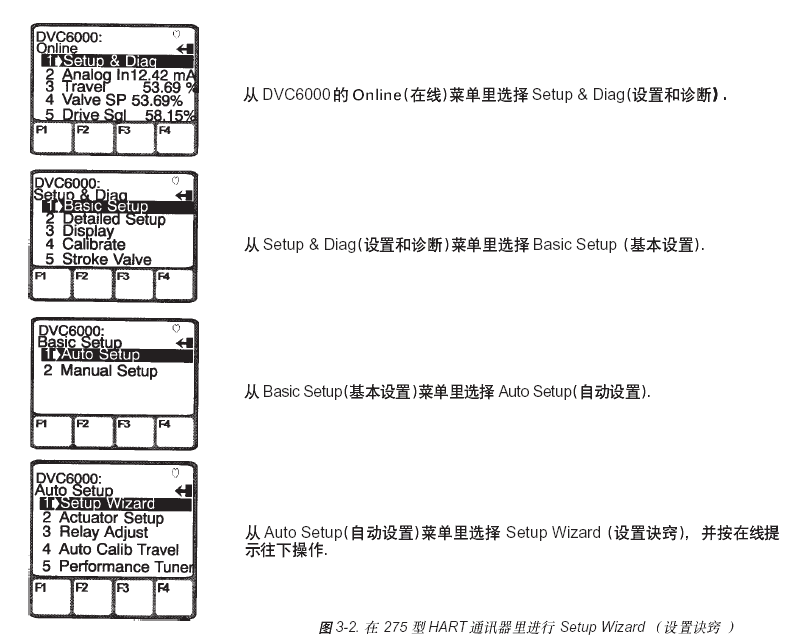 DVC6000:
Online
1 Setup & Diag
2 Analog In12.42 mA
3 Travel 53.69 %
4 Valve SP 53.69%
5 Drive Sgl 58.15%
F1 F2 F3 F4
从 DVC6000的 Online(在线)菜单里选择 Setup & Diag(设置和诊断).
DVC6000:
Setup & Diag
1 Basic Setup
2 Detailed Setup
3 Display
4 Calibrate
5 Stroke Valve
F1 F2 F3 F4
从 Setup & Diag(设置和诊断)菜单里选择 Basic Setup (基本设置).
DVC6000:
Basic Setup
1 Auto Setup
2 Manual Setup
F1 F2 F3 F4
从 Basic Setup(基本设置)菜单里选择 Auto Setup(自动设置).
DVC6000:
Auto Setup
1 Setup Wizard
2 Actuator Setup
3 Relay Adjust
4 Auto Calib Travel
5 Performance Tuner
F1 F2 F3 F4
从 Auto Setup(自动设置)菜单里选择 Setup Wizard (设置诀窍), 并按在线提
示往下操作.
图 3-2. 在 275 型 HART 通讯器里进行 Setup Wizard （设置诀窍 ）